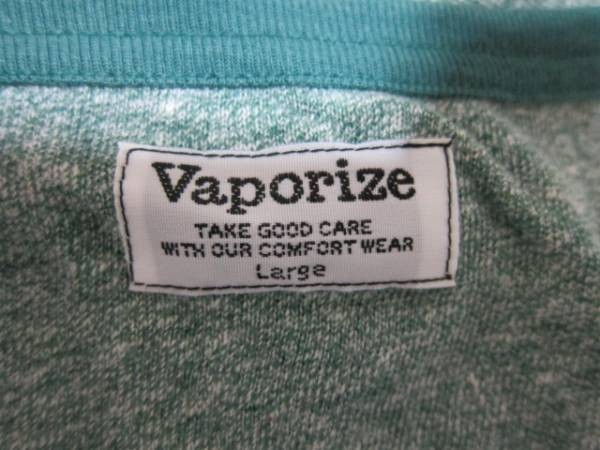 Vaporize
TAKE GOOD CARE
WITH OUR COMFORT WEAR
Large